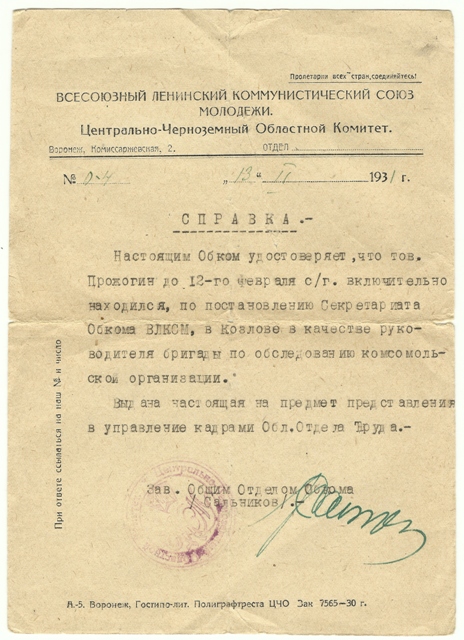 Пролетарии всех стран, соединяйтесь!
ВСЕСОЮЗНЫЙ ЛЕНИНСКИЙ КОММУНИСТИЧЕСКИЙ СОЮЗ
МОЛОДЕЖИ.
Центрально-Черноземный Областной Комитет.
Воронеж, Комиссаржевская, 2. ОТДЕЛ
№ 0-4 „13“ II 1931 г.
СПРАВКА.-
Настоящим Обком удостоверяет, что тов.
Прожогин до 12-го февраля с/г. включительно
находился, по постановлению Секретариата
Обкома ВЛКСМ, в Козлове в качестве руко-
водителя бригады по обследованию комсомоль-
ской организации.
Выдана настоящая на предмет представления
в управление кадрами Обл.Отдела Труда.-
Зав. Общим Отделом Обкома
/ Сальников/.-
При ответе ссылаться на наш № и число
А.-5. Воронеж, Гостипо-лит. Полиграфтреста ЦЧО Зак 7565—30 г.